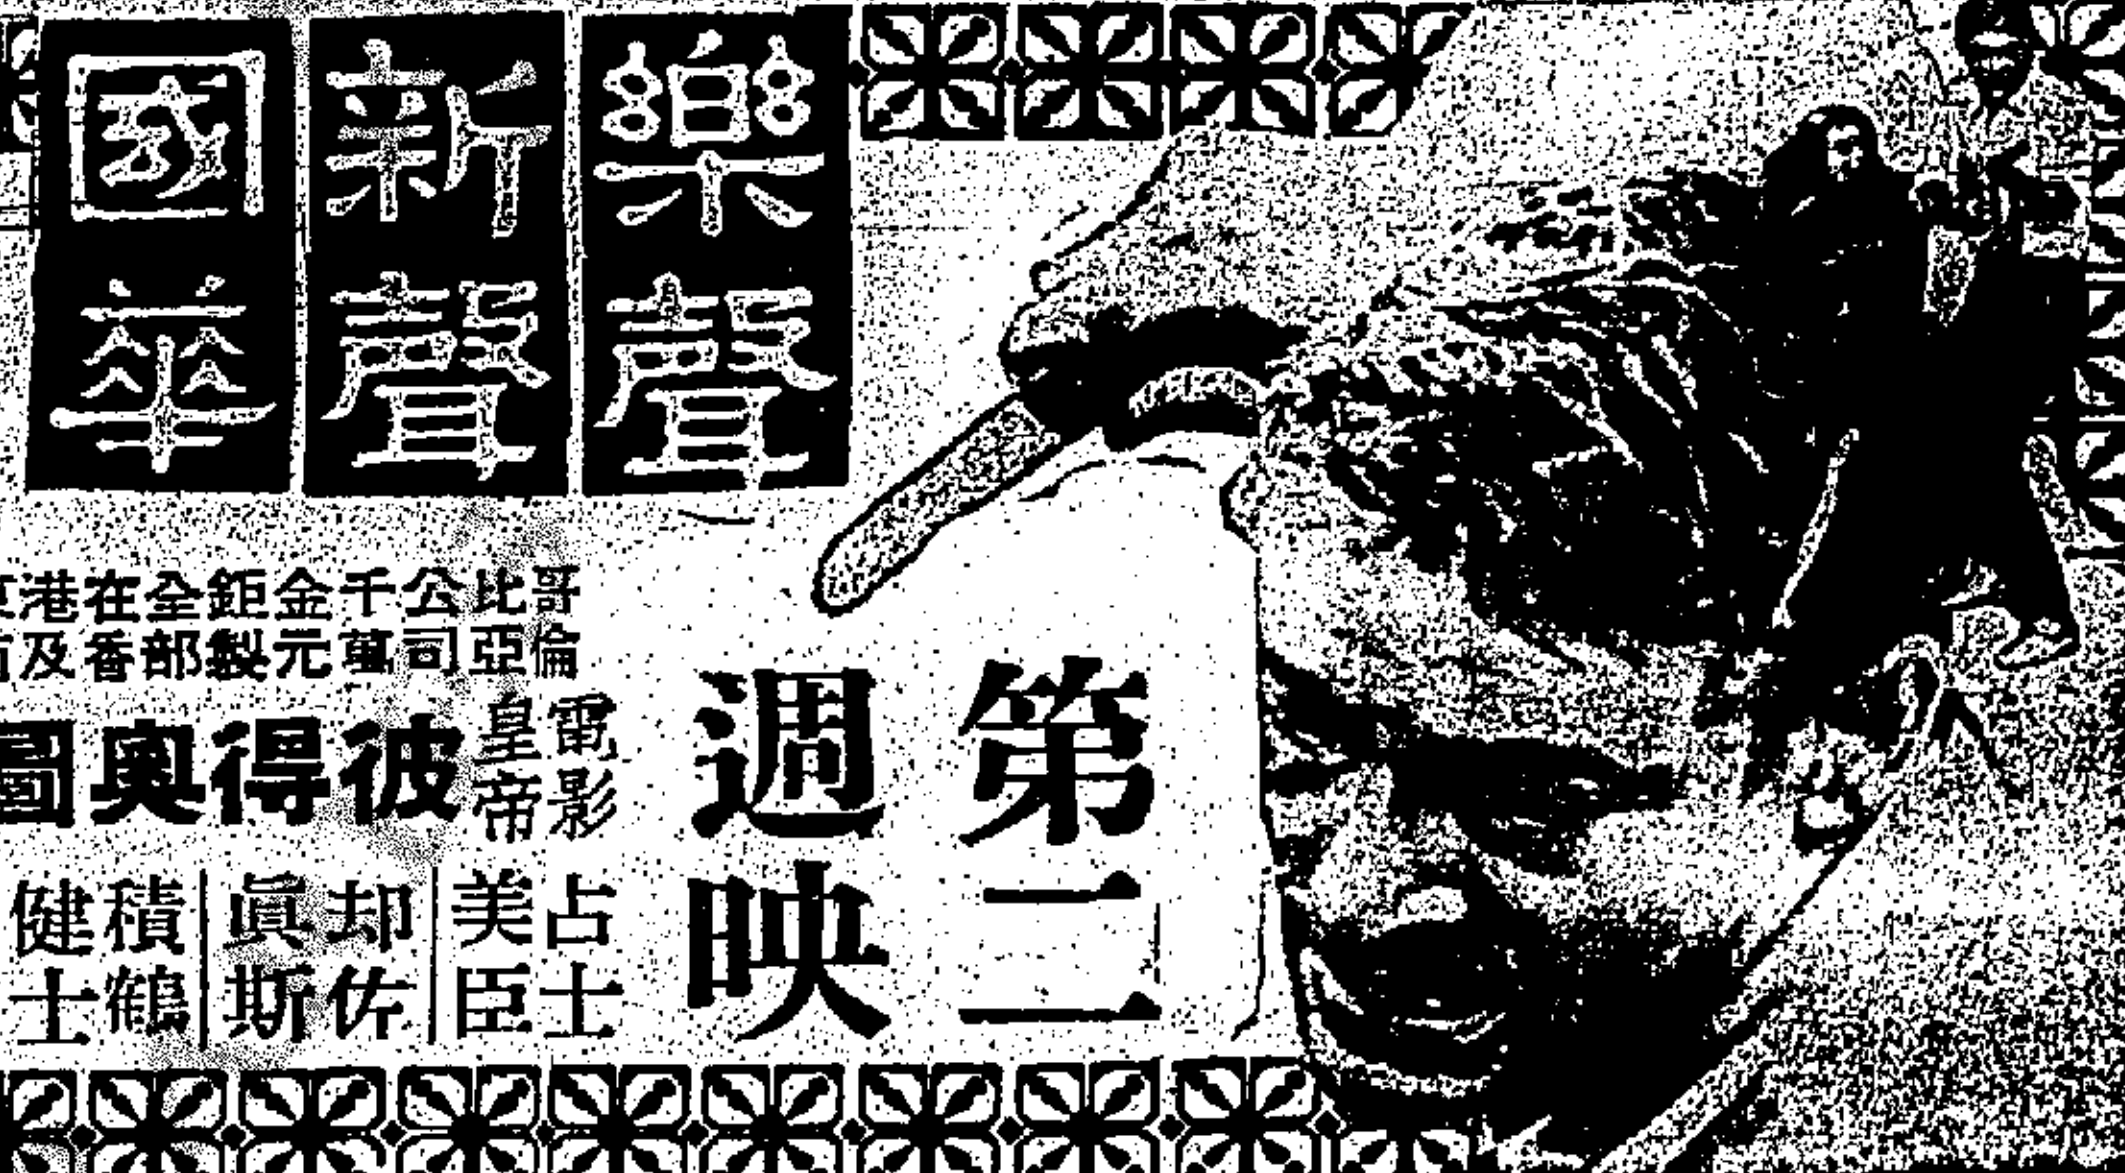 樂聲
新聲
國華
第二
週映
哥倫比亞公司千萬金元鉅製全部在香港及
電影皇帝
彼得奧圖
占士美臣
却佐眞斯
積鶴健士